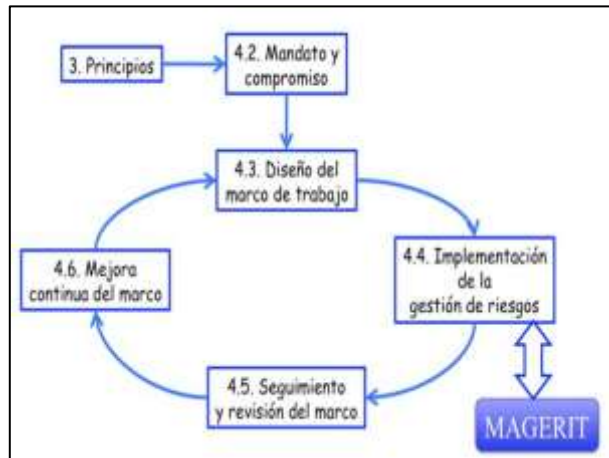 3. Principios
4.2. Mandato y
compromiso
4.3. Diseño del
marco de trabajo
4.4. Implementación
de la
gestión de riesgos
4.6. Mejora
continua del marco
4.5. Seguimiento
y revisión del marco
MAGERIT